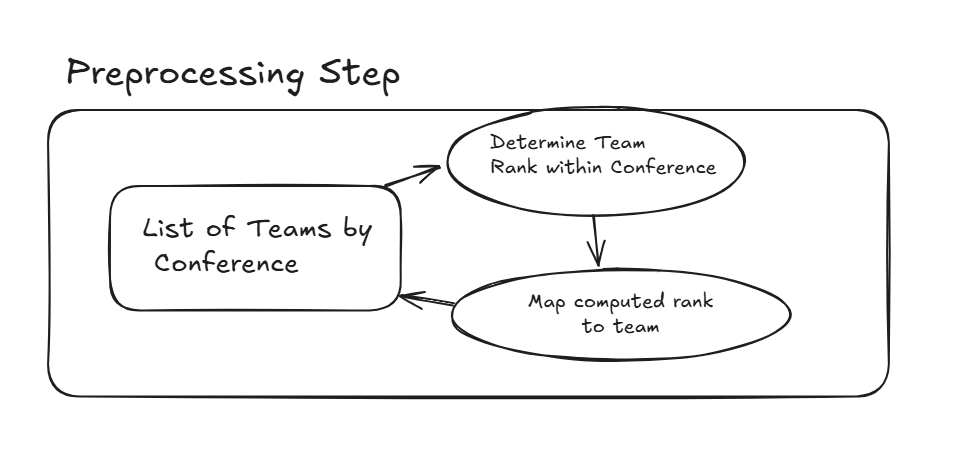 Preprocessing Step
Determine Team
Rank within Conference
List of Teams by
Conference
Map computed rank
to team